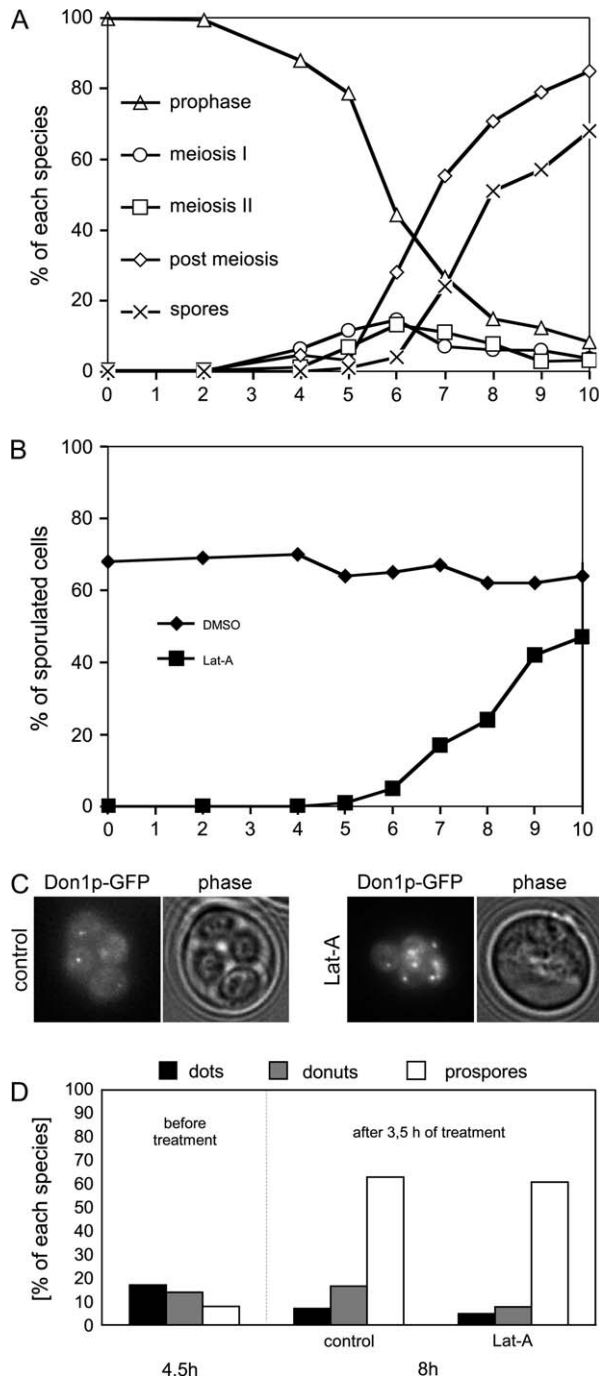 A
% of each species
100
80
60
40
20
0
prophase
meiosis I
meiosis II
post meiosis
spores
0 1 2 3 4 5 6 7 8 9 10
B
% of sporulated cells
100
80
60
40
20
0
DMSO
Lat-A
0 1 2 3 4 5 6 7 8 9 10
C
Don1p-GFP phase Don1p-GFP phase
control
Lat-A
dots donuts prospores
D
[% of each species]
100
90
80
70
60
50
40
30
20
10
0
before
treatment
after 3,5 h of treatment
control Lat-A
4.5h 8h